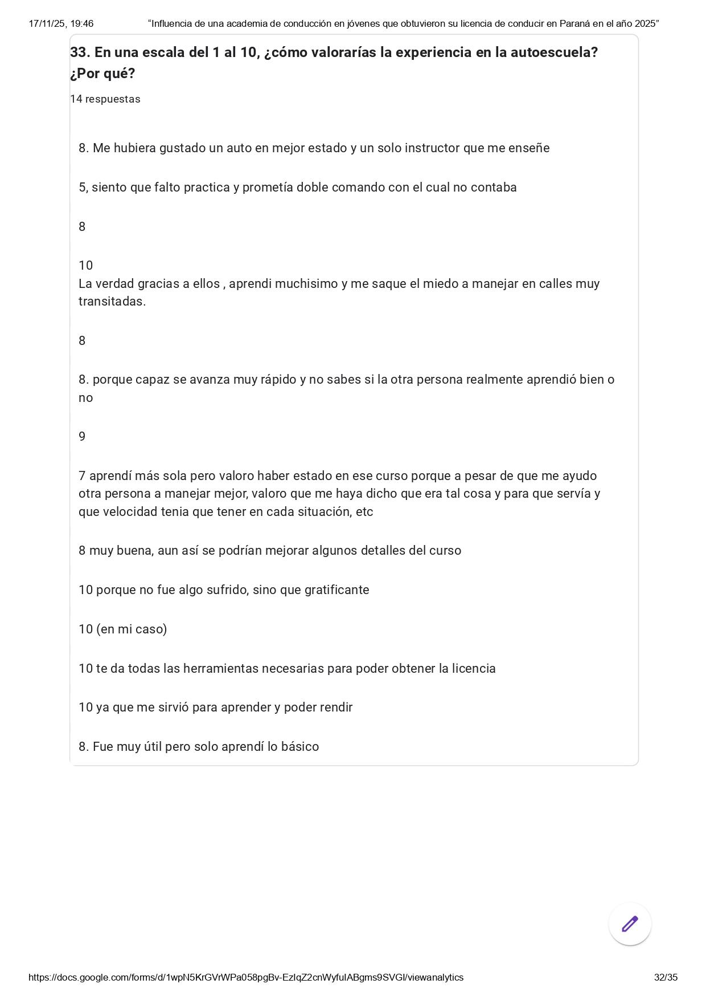 17/11/25, 19:46
“Influencia de una academia de conducción en jóvenes que obtuvieron su licencia de conducir en Paraná en el año 2025”
33. En una escala del 1 al 10, ¿cómo valorarías la experiencia en la autoescuela?
¿Por qué?
14 respuestas
8. Me hubiera gustado un auto en mejor estado y un solo instructor que me enseñe
5, siento que falto practica y prometía doble comando con el cual no contaba
8
10
La verdad gracias a ellos , aprendi muchisimo y me saque el miedo a manejar en calles muy
transitadas.
8
8. porque capaz se avanza muy rápido y no sabes si la otra persona realmente aprendió bien o
no
9
7 aprendí más sola pero valoro haber estado en ese curso porque a pesar de que me ayudo
otra persona a manejar mejor, valoro que me haya dicho que era tal cosa y para que servía y
que velocidad tenia que tener en cada situación, etc
8 muy buena, aun así se podrían mejorar algunos detalles del curso
10 porque no fue algo sufrido, sino que gratificante
10 (en mi caso)
10 te da todas las herramientas necesarias para poder obtener la licencia
10 ya que me sirvió para aprender y poder rendir
8. Fue muy útil pero solo aprendí lo básico
https://docs.google.com/forms/d/1wpN5KrGVrWPa058pgBv-EzIqZ2cnWyfuIABgms9SVGI/viewanalytics
32/35